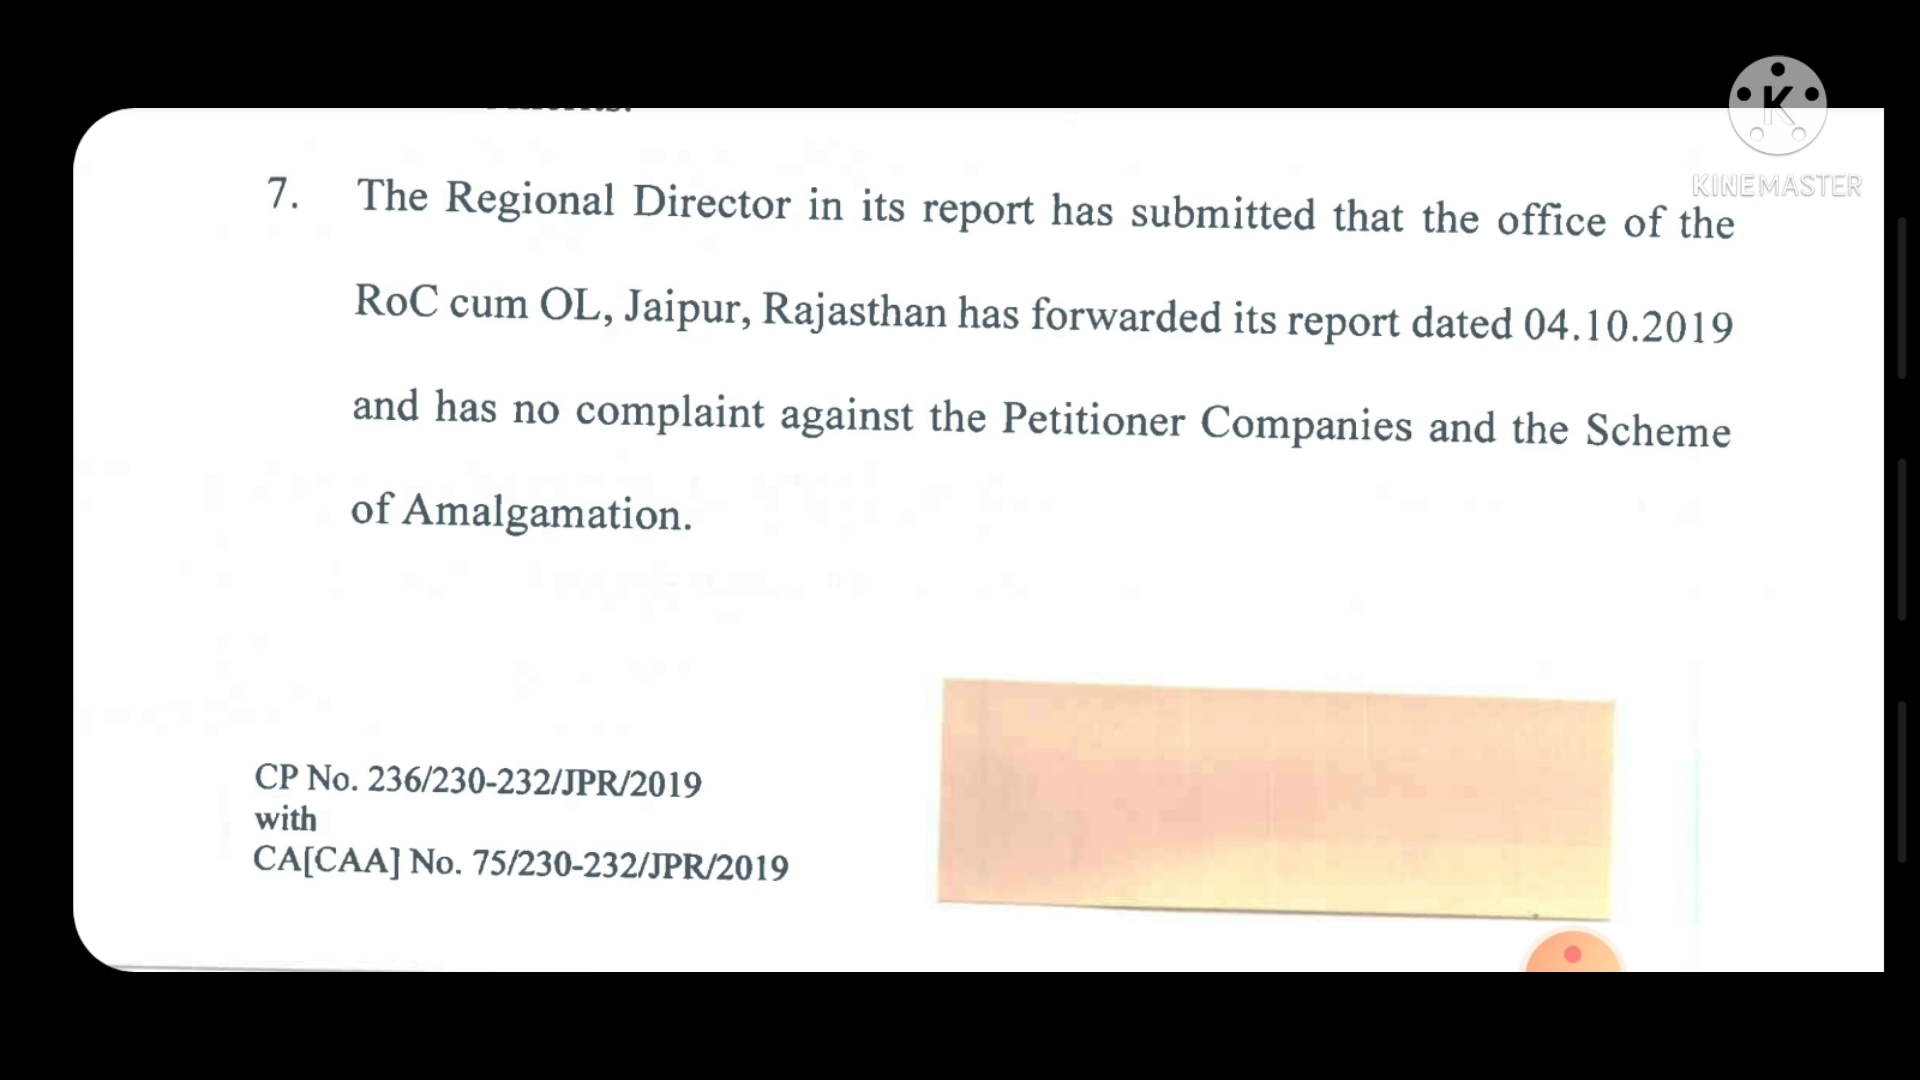 7. The Regional Director in its report has submitted that the office of the
RoC cum OL, Jaipur, Rajasthan has forwarded its report dated 04.10.2019
and has no complaint against the Petitioner Companies and the Scheme
of Amalgamation.
CP No. 236/230-232/JPR/2019
with
CA[CAA] No. 75/230-232/JPR/2019
K
KINEMASTER